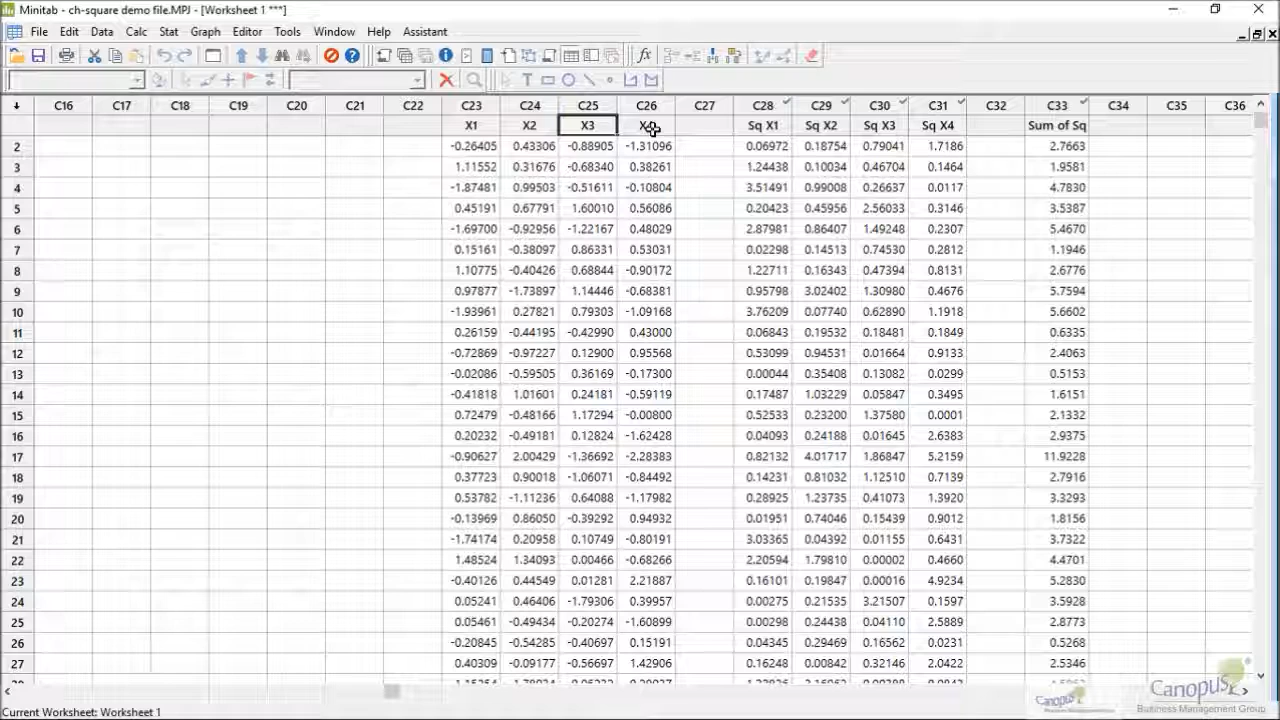 Minitab - ch-square demo file.MPJ - [Worksheet 1 ***]
File Edit Data Calc Stat Graph Editor Tools Window Help Assistant
C16 C17 C18 C19 C20 C21 C22 C23 C24 C25 C26 C27 C28 C29 C30 C31 C32 C33 C34 C35 C36
X1 X2 X3 Sq X1 Sq X2 Sq X3 Sq X4 Sum of Sq
2 -0.26405 0.43306 -0.88905 -1.31096 0.06972 0.18754 0.79041 1.7186 2.7663
3 1.11552 0.31676 -0.68340 0.38261 1.24438 0.10034 0.46704 0.1464 1.9581
4 -1.87481 0.99503 -0.51611 -0.10804 3.51491 0.99008 0.26637 0.0117 4.7830
5 0.45191 0.67791 1.60010 0.56086 0.20423 0.45956 2.56033 0.3146 3.5387
6 -1.69700 -0.92956 -1.22167 0.48029 2.87981 0.86407 1.49248 0.2307 5.4670
7 0.15161 -0.38097 0.86331 0.53031 0.02298 0.14513 0.74530 0.2812 1.1946
8 1.10775 -0.40426 0.68844 -0.90172 1.22711 0.16343 0.47394 0.8131 2.6776
9 0.97877 -1.73897 1.14446 -0.68381 0.95798 3.02402 1.30980 0.4676 5.7594
10 -1.93961 0.27821 0.79303 -1.09168 3.76209 0.07740 0.62890 1.1918 5.6602
11 0.26159 -0.44195 -0.42990 0.43000 0.06843 0.19532 0.18481 0.1849 0.6335
12 -0.72869 -0.97227 0.12900 0.95568 0.53099 0.94531 0.01664 0.9133 2.4063
13 -0.02086 -0.59505 0.36169 -0.17300 0.00044 0.35408 0.13082 0.0299 0.5153
14 -0.41818 1.01601 0.24181 -0.59119 0.17487 1.03229 0.05847 0.3495 1.6151
15 0.72479 -0.48166 1.17294 -0.00800 0.52533 0.23200 1.37580 0.0001 2.1332
16 0.20232 -0.49181 0.12824 -1.62428 0.04093 0.24188 0.01645 2.6383 2.9375
17 -0.90627 2.00429 -1.36692 -2.28383 0.82132 4.01717 1.86847 5.2159 11.9228
18 0.37723 0.90018 -1.06071 -0.84492 0.14231 0.81032 1.12510 0.7139 2.7916
19 0.53782 -1.11236 0.64088 -1.17982 0.28925 1.23735 0.41073 1.3920 3.3293
20 -0.13969 0.86050 -0.39292 0.94932 0.01951 0.74046 0.15439 0.9012 1.8156
21 -1.74174 0.20958 0.10749 -0.80191 3.03365 0.04392 0.01155 0.6431 3.7322
22 1.48524 1.34093 0.00466 -0.68266 2.20594 1.79810 0.00002 0.4660 4.4701
23 -0.40126 0.44549 0.01281 2.21887 0.16101 0.19847 0.00016 4.9234 5.2830
24 0.05241 0.46406 -1.79306 0.39957 0.00275 0.21535 3.21507 0.1597 3.5928
25 0.05461 -0.49434 -0.20274 -1.60899 0.00298 0.24438 0.04110 2.5889 2.8773
26 -0.20845 -0.54285 -0.40697 0.15191 0.04345 0.29469 0.16562 0.0231 0.5268
27 0.40309 -0.09177 -0.56697 1.42906 0.16248 0.00842 0.32146 2.0422 2.5346
Canopus Canopus
Business Management Group
Current Worksheet: Worksheet 1